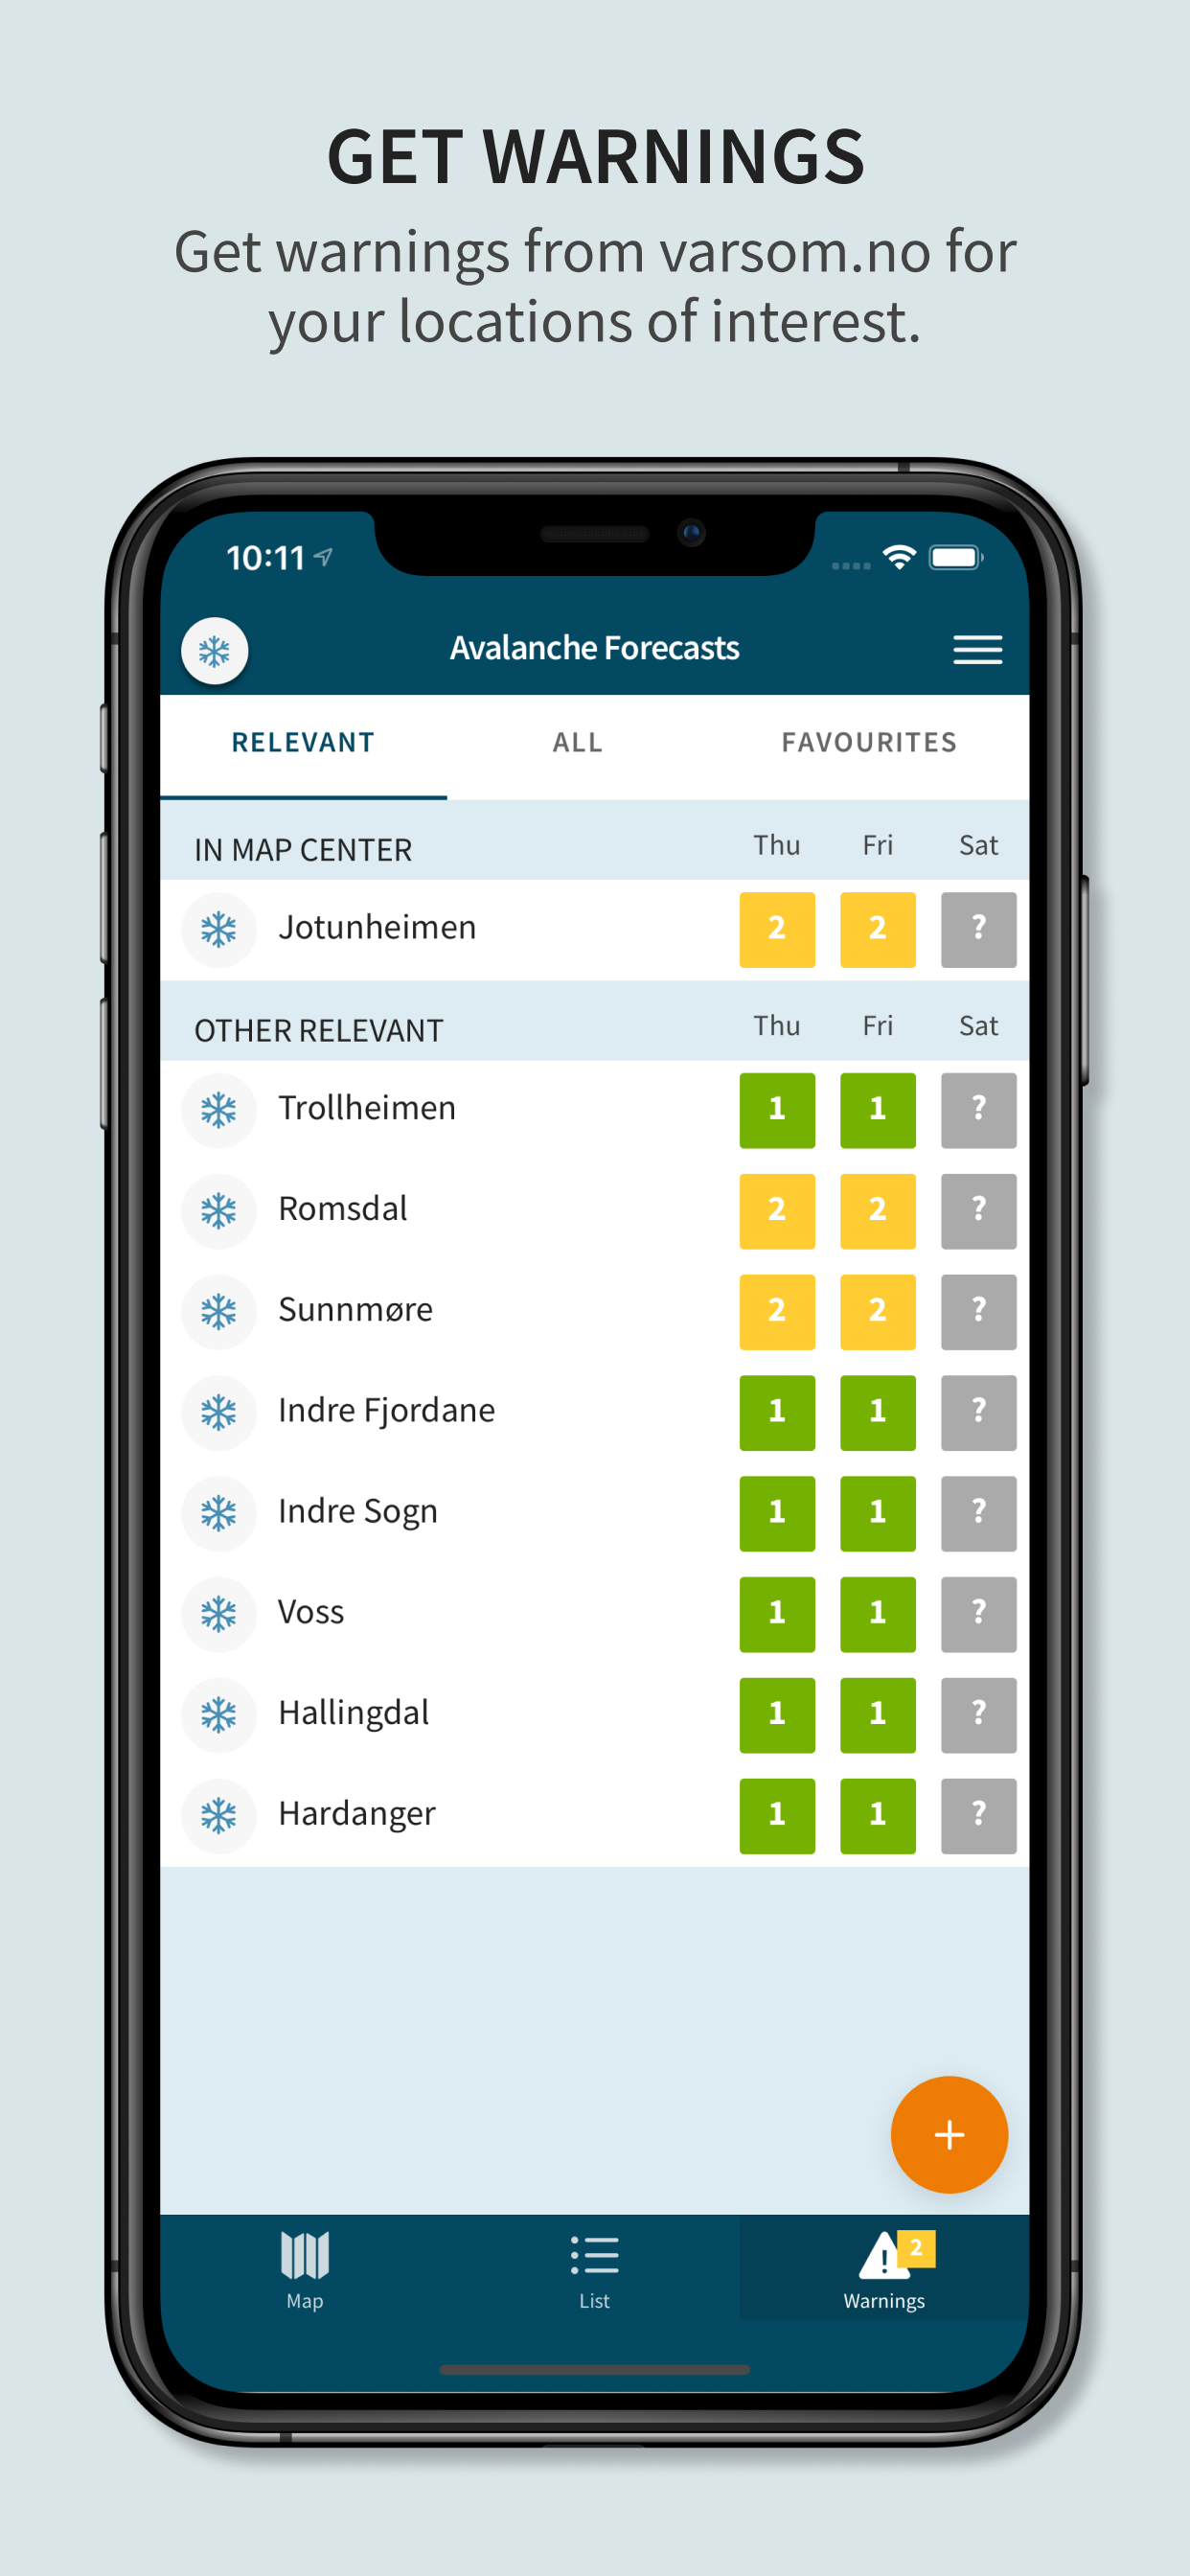 GET WARNINGS
Get warnings from varsom.no for
your locations of interest.
10:11
Avalanche Forecasts
RELEVANT ALL FAVOURITES
IN MAP CENTER Thu Fri Sat
Jotunheimen 2 2 ?
OTHER RELEVANT Thu Fri Sat
Trollheimen 1 1 ?
Romsdal 2 2 ?
Sunnmøre 2 2 ?
Indre Fjordane 1 1 ?
Indre Sogn 1 1 ?
Voss 1 1 ?
Hallingdal 1 1 ?
Hardanger 1 1 ?
+
2
Map List Warnings